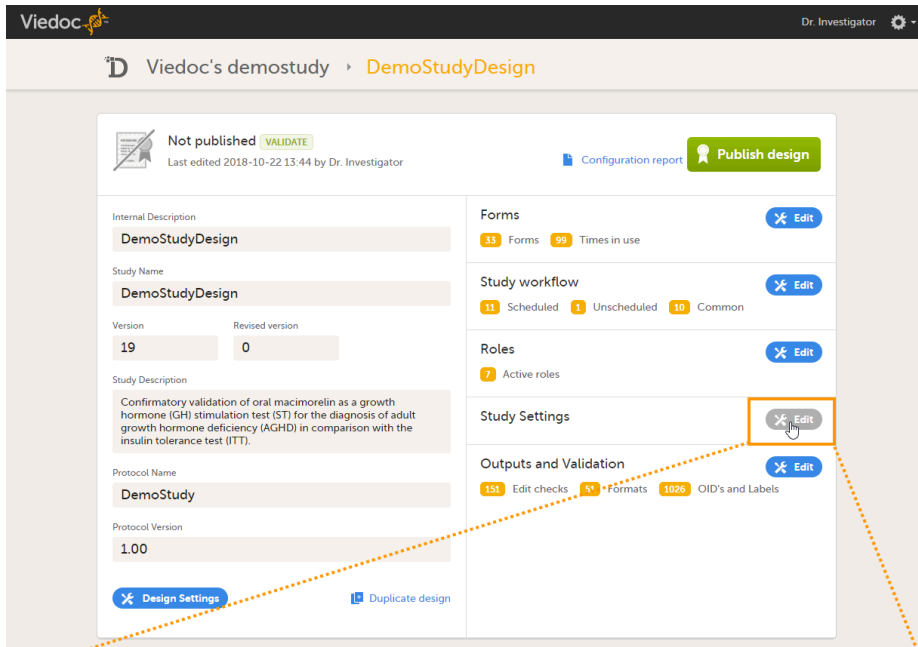 Viedoc
Dr. Investigator
Viedoc's demostudy
DemoStudyDesign
Not published VALIDATE
Last edited 2018-10-22 13:44 by Dr. Investigator
Configuration report
Publish design
Internal Description
DemoStudyDesign
Study Name
DemoStudyDesign
Version
Revised version
19
0
Study Description
Confirmatory validation of oral macimorelin as a growth
hormone (GH) stimulation test (ST) for the diagnosis of adult
growth hormone deficiency (AGHD) in comparison with the
insulin tolerance test (ITT).
Protocol Name
DemoStudy
Protocol Version
1.00
Design Settings
Duplicate design
Forms
Edit
33 Forms 99 Times in use
Study workflow
Edit
11 Scheduled 1 Unscheduled 10 Common
Roles
Edit
7 Active roles
Study Settings
Edit
Outputs and Validation
Edit
151 Edit checks Formats 1026 OID's and Labels